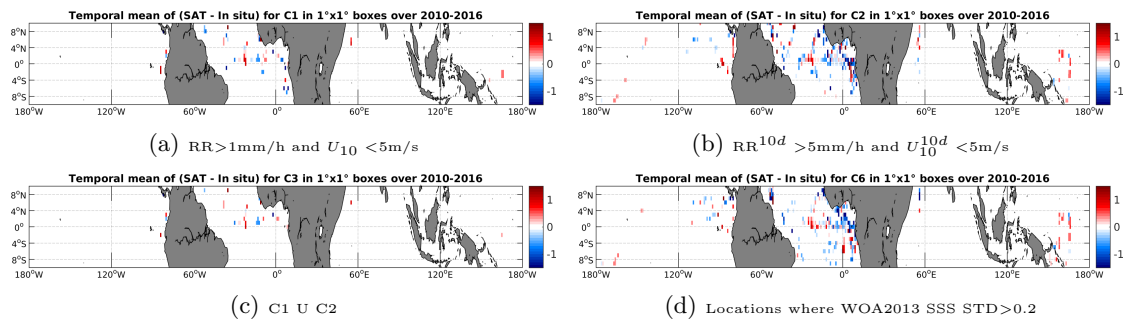 Temporal mean of (SAT - In situ) for C1 in 1°x1° boxes over 2010-2016
8°N
4°N
0°
4°S
8°S
180°W
120°W
60°W
0°
60°E
120°E
180°W
1
0
-1
(a) RR>1mm/h and U10 <5m/s
Temporal mean of (SAT - In situ) for C2 in 1°x1° boxes over 2010-2016
8°N
4°N
0°
4°S
8°S
180°W
120°W
60°W
0°
60°E
120°E
180°W
1
0
-1
(b) RR^10d >5mm/h and U10^10d <5m/s
Temporal mean of (SAT - In situ) for C3 in 1°x1° boxes over 2010-2016
8°N
4°N
0°
4°S
8°S
180°W
120°W
60°W
0°
60°E
120°E
180°W
1
0
-1
(c) C1 U C2
Temporal mean of (SAT - In situ) for C6 in 1°x1° boxes over 2010-2016
8°N
4°N
0°
4°S
8°S
180°W
120°W
60°W
0°
60°E
120°E
180°W
1
0
-1
(d) Locations where WOA2013 SSS STD>0.2